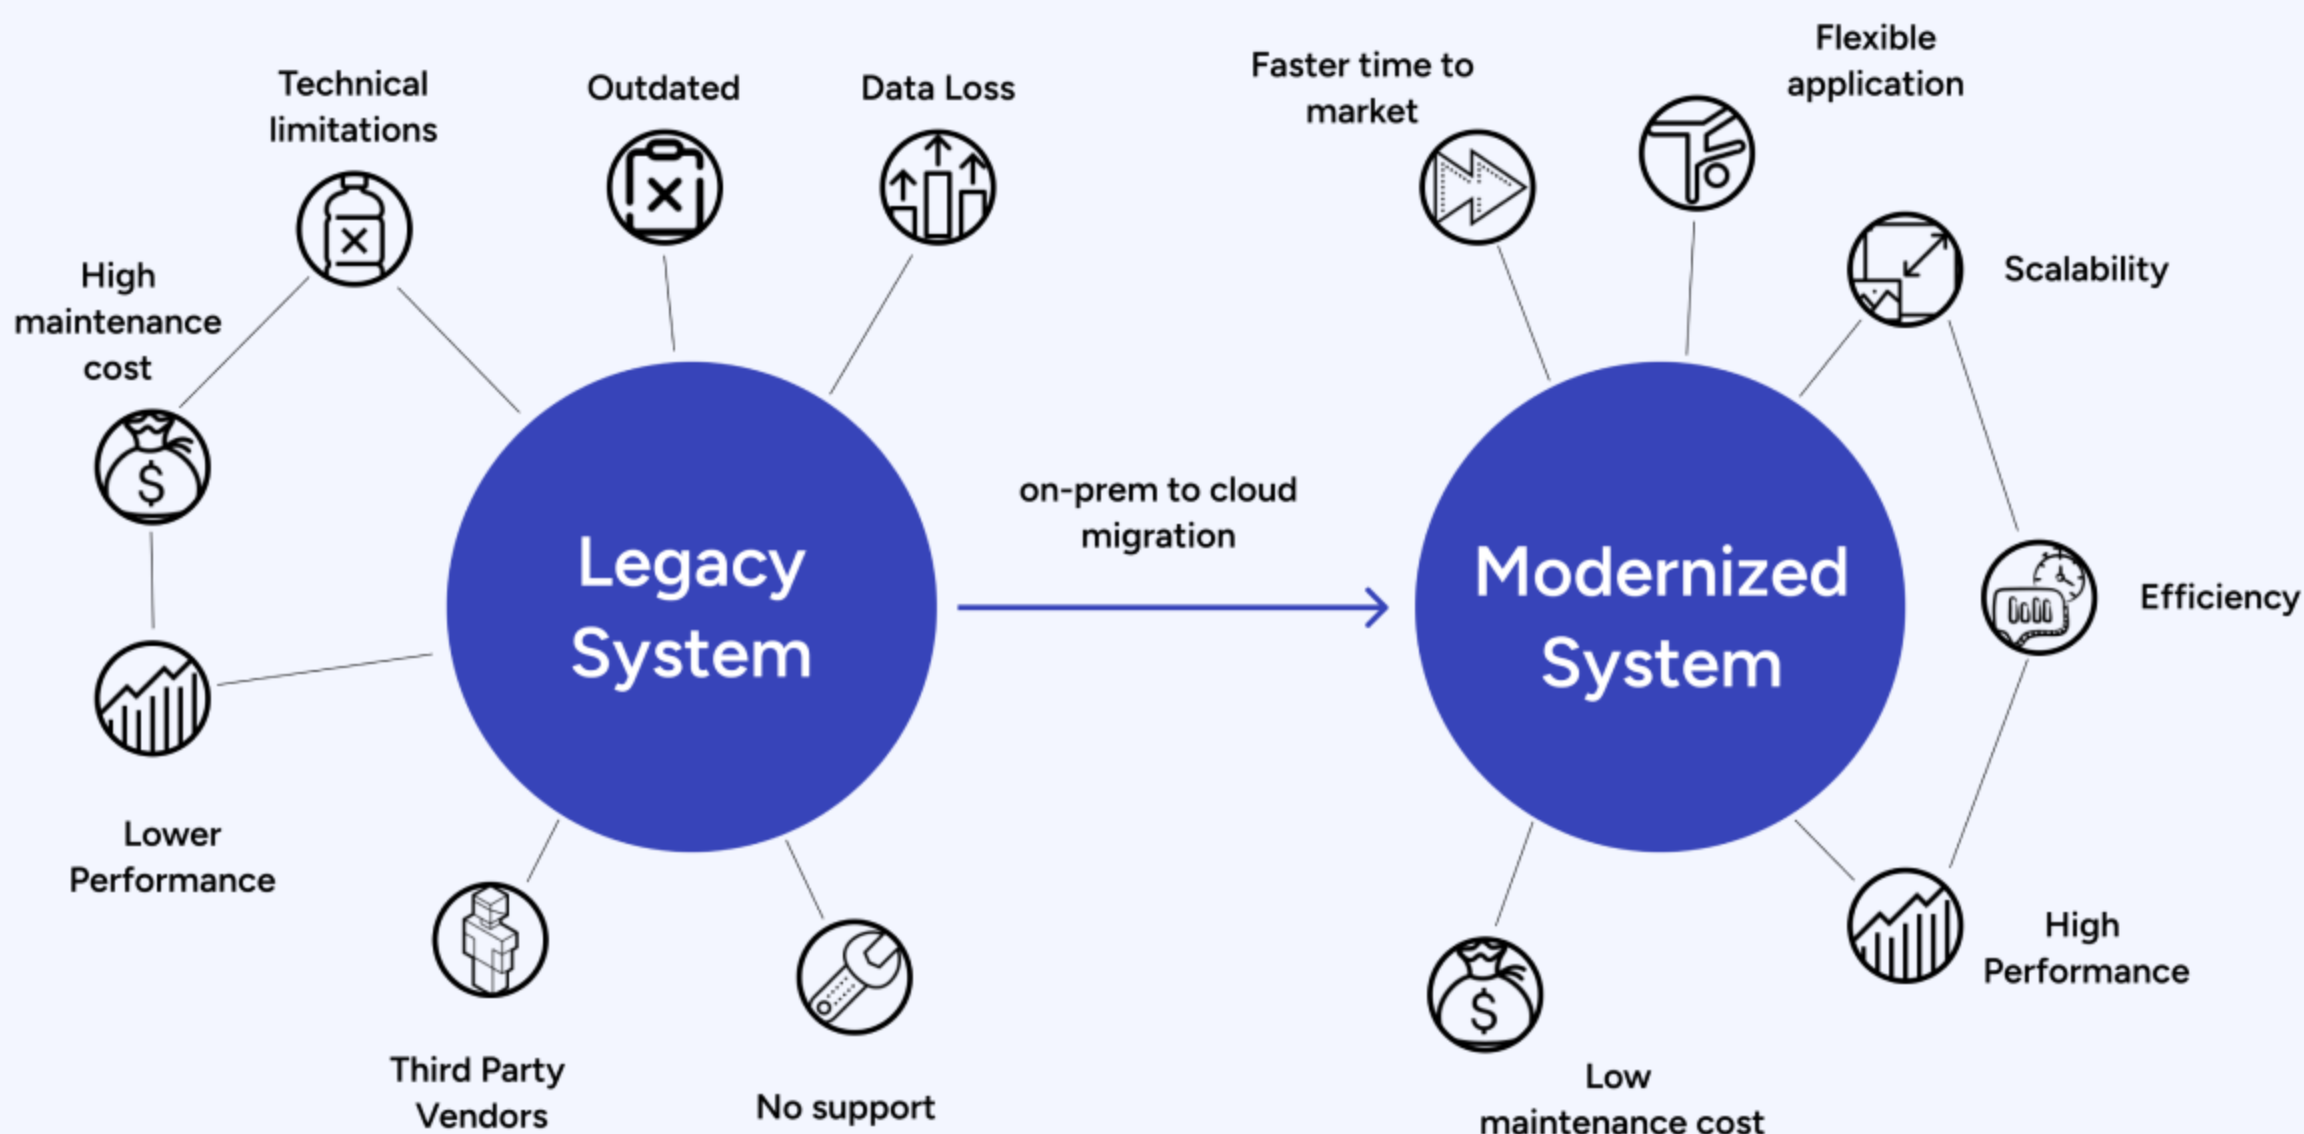 Technical
limitations
Outdated
Data Loss
High
maintenance
cost
$
Legacy
System
Lower
Performance
Third Party
Vendors
No support
on-prem to cloud
migration
Faster time to
market
Flexible
application
Scalability
Modernized
System
Efficiency
High
Performance
$
Low
maintenance cost